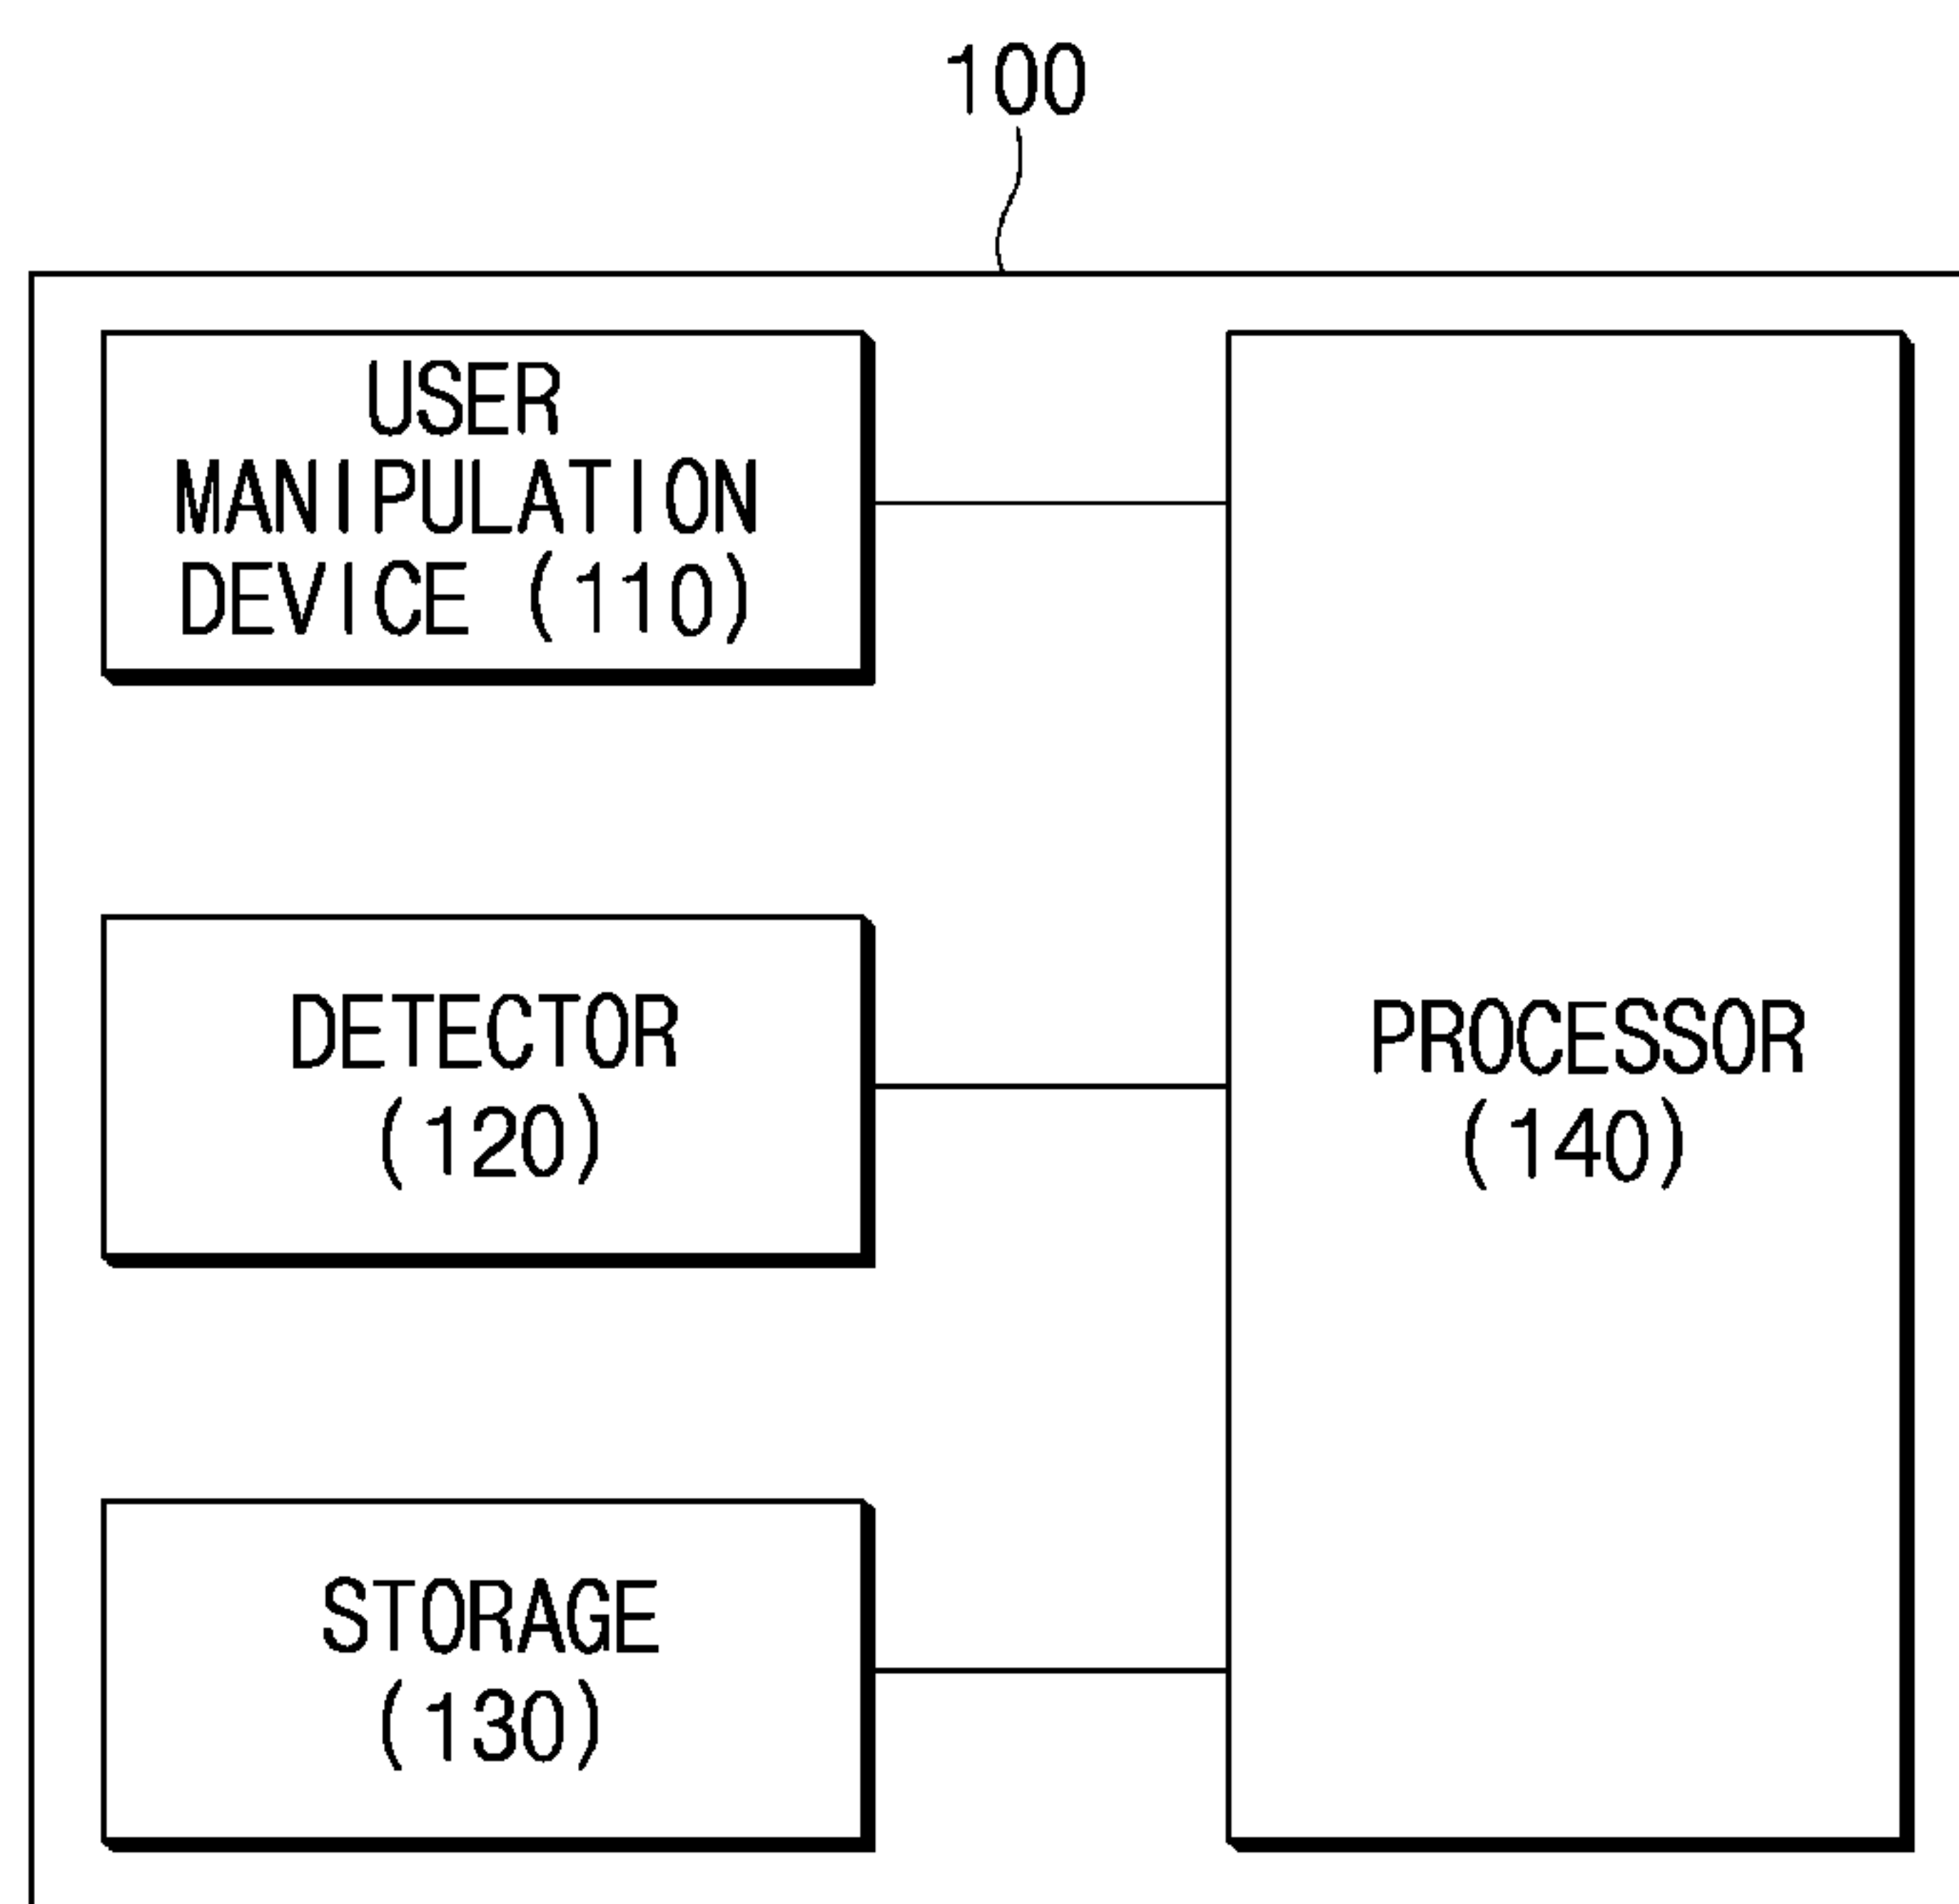 100
USER
MANIPULATION
DEVICE (110)
DETECTOR
(120)
STORAGE
(130)
PROCESSOR
(140)